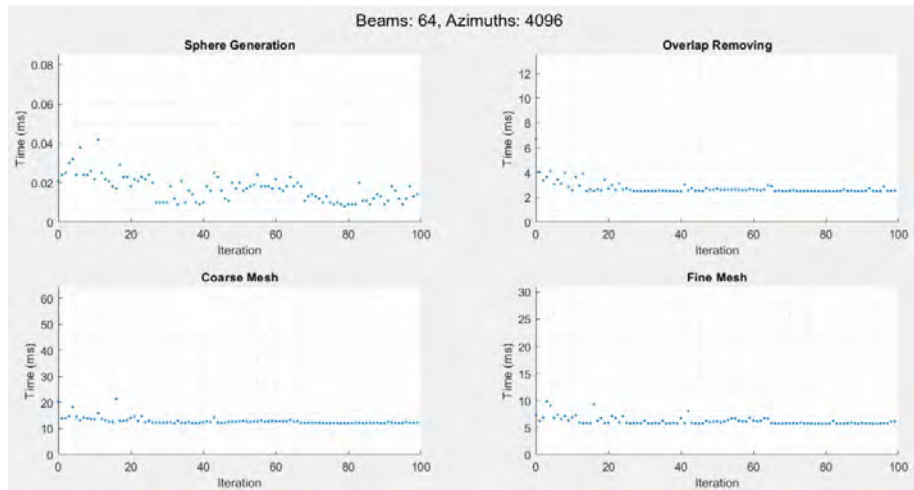 Beams: 64, Azimuths: 4096
Sphere Generation
0.08
0.06
0.04
0.02
0
Time (ms)
0 20 40 60 80 100
Iteration
Overlap Removing
12
10
8
6
4
2
0
Time (ms)
0 20 40 60 80 100
Iteration
Coarse Mesh
60
50
40
30
20
10
0
Time (ms)
0 20 40 60 80 100
Iteration
Fine Mesh
30
25
20
15
10
5
0
Time (ms)
0 20 40 60 80 100
Iteration